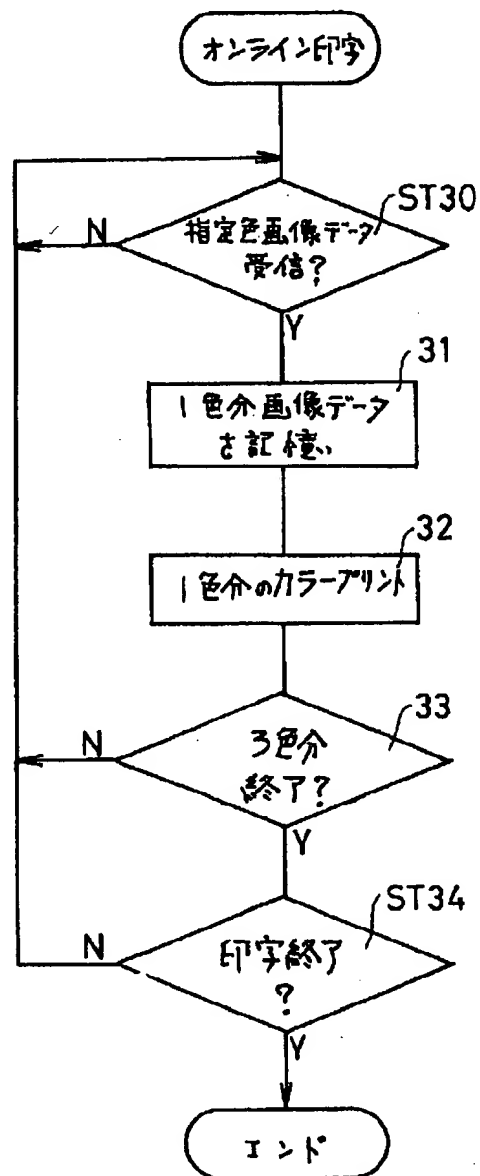 オンライン印字
ST30
指定色画像データ
受信?
N
Y
31
1色分画像データ
を記憶
32
1色分のカラープリント
33
3色分
終了?
N
Y
ST34
印字終了
?
N
Y
エンド